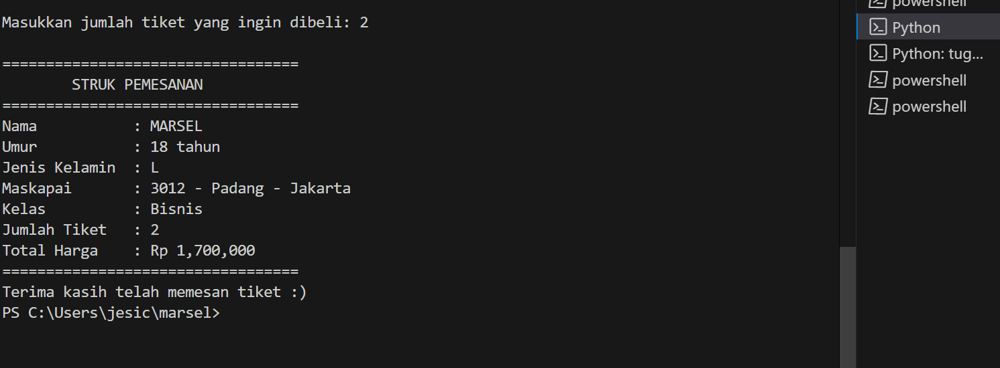 Masukkan jumlah tiket yang ingin dibeli: 2
==================================
STRUK PEMESANAN
==================================
Nama           : MARSEL
Umur           : 18 tahun
Jenis Kelamin  : L
Maskapai       : 3012 - Padang - Jakarta
Kelas          : Bisnis
Jumlah Tiket   : 2
Total Harga    : Rp 1,700,000
==================================
Terima kasih telah memesan tiket :)
PS C:\Users\jesic\marsel>
powershell
Python
Python: tug...
powershell
powershell